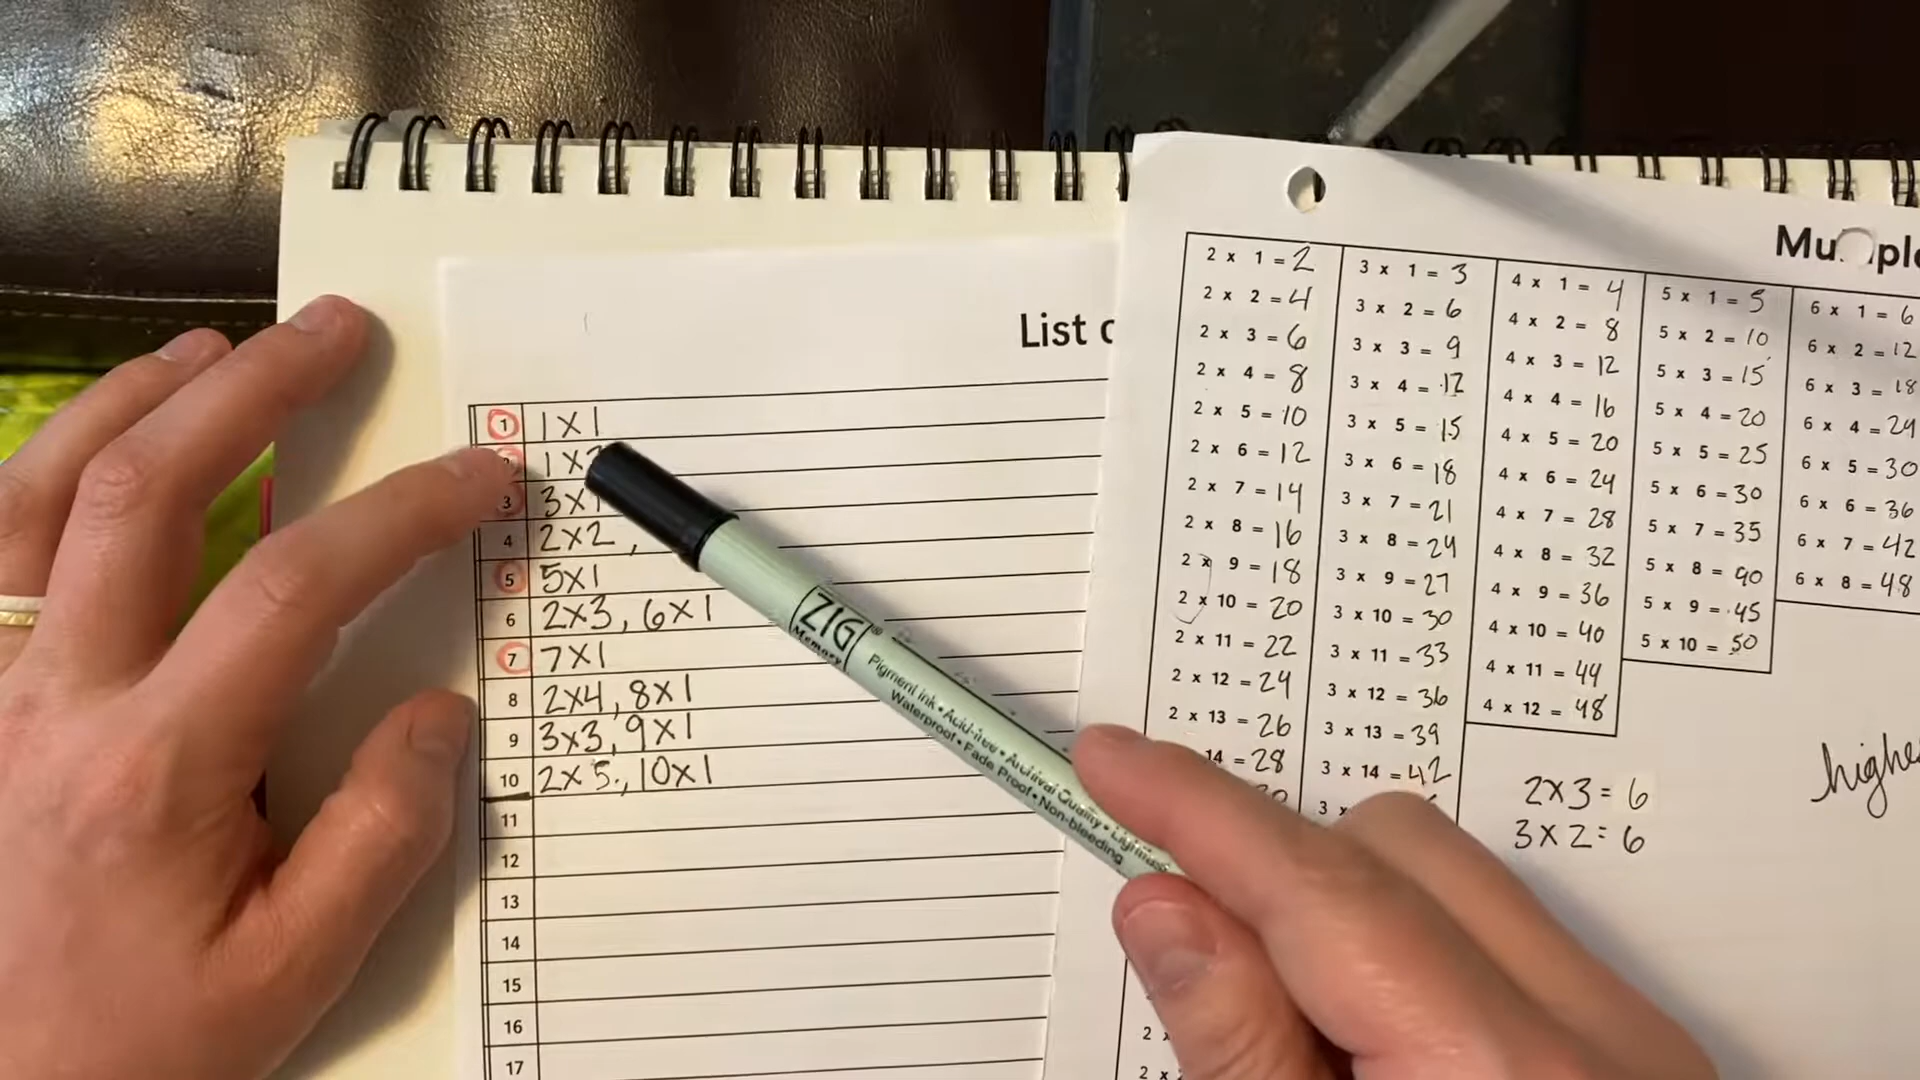 List
1 1X1
1X
3 3X1
4 2X2,
5 5X1
6 2X3, 6X1
7 7X1
8 2X4, 8X1
9 3X3, 9X1
10 2X5, 10X1
11
12
13
14
15
16
17
ZIG®
Memory
Pigment ink • Acid-free • Archival Quality • Lightfast
Waterproof • Fade Proof • Non-bleeding
2 x 1 = 2
2 x 2 = 4
2 x 3 = 6
2 x 4 = 8
2 x 5 = 10
2 x 6 = 12
2 x 7 = 14
2 x 8 = 16
2 x 9 = 18
2 x 10 = 20
2 x 11 = 22
2 x 12 = 24
2 x 13 = 26
14 = 28
2
2 x
3 x 1 = 3
3 x 2 = 6
3 x 3 = 9
3 x 4 = 12
3 x 5 = 15
3 x 6 = 18
3 x 7 = 21
3 x 8 = 24
3 x 9 = 27
3 x 10 = 30
3 x 11 = 33
3 x 12 = 36
3 x 13 = 39
3 x 14 = 42
3 x
4 x 1 = 4
4 x 2 = 8
4 x 3 = 12
4 x 4 = 16
4 x 5 = 20
4 x 6 = 24
4 x 7 = 28
4 x 8 = 32
4 x 9 = 36
4 x 10 = 40
4 x 11 = 44
4 x 12 = 48
5 x 1 = 5
5 x 2 = 10
5 x 3 = 15
5 x 4 = 20
5 x 5 = 25
5 x 6 = 30
5 x 7 = 35
5 x 8 = 40
5 x 9 = 45
5 x 10 = 50
6 x 1 = 6
6 x 2 = 12
6 x 3 = 18
6 x 4 = 24
6 x 5 = 30
6 x 6 = 36
6 x 7 = 42
6 x 8 = 48
2X3=6
3X2=6